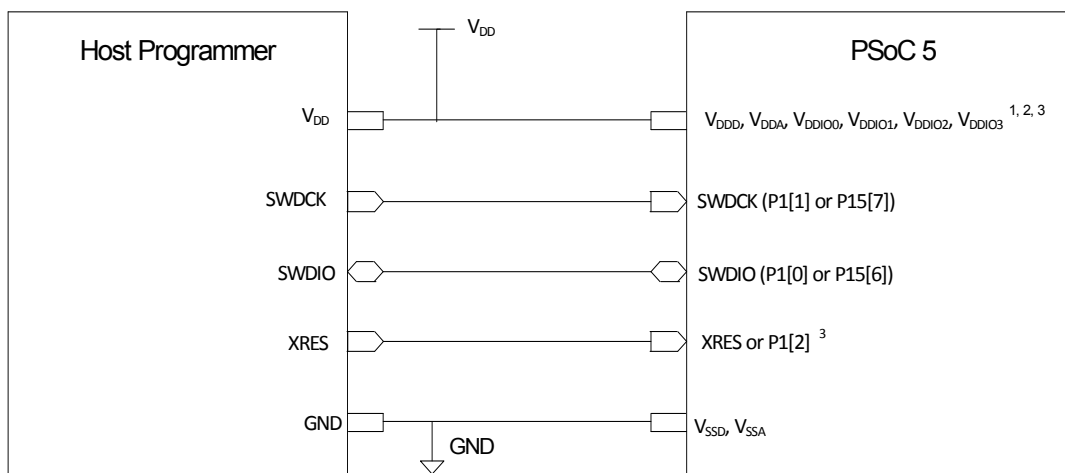 Host Programmer
V_DD
PSoC 5
V_DD
V_DDD, V_DDA, V_DDIO0, V_DDIO1, V_DDIO2, V_DDIO3 1, 2, 3
SWDCK
SWDCK (P1[1] or P15[7])
SWDIO
SWDIO (P1[0] or P15[6])
XRES
XRES or P1[2] 3
GND
GND
V_SSD, V_SSA